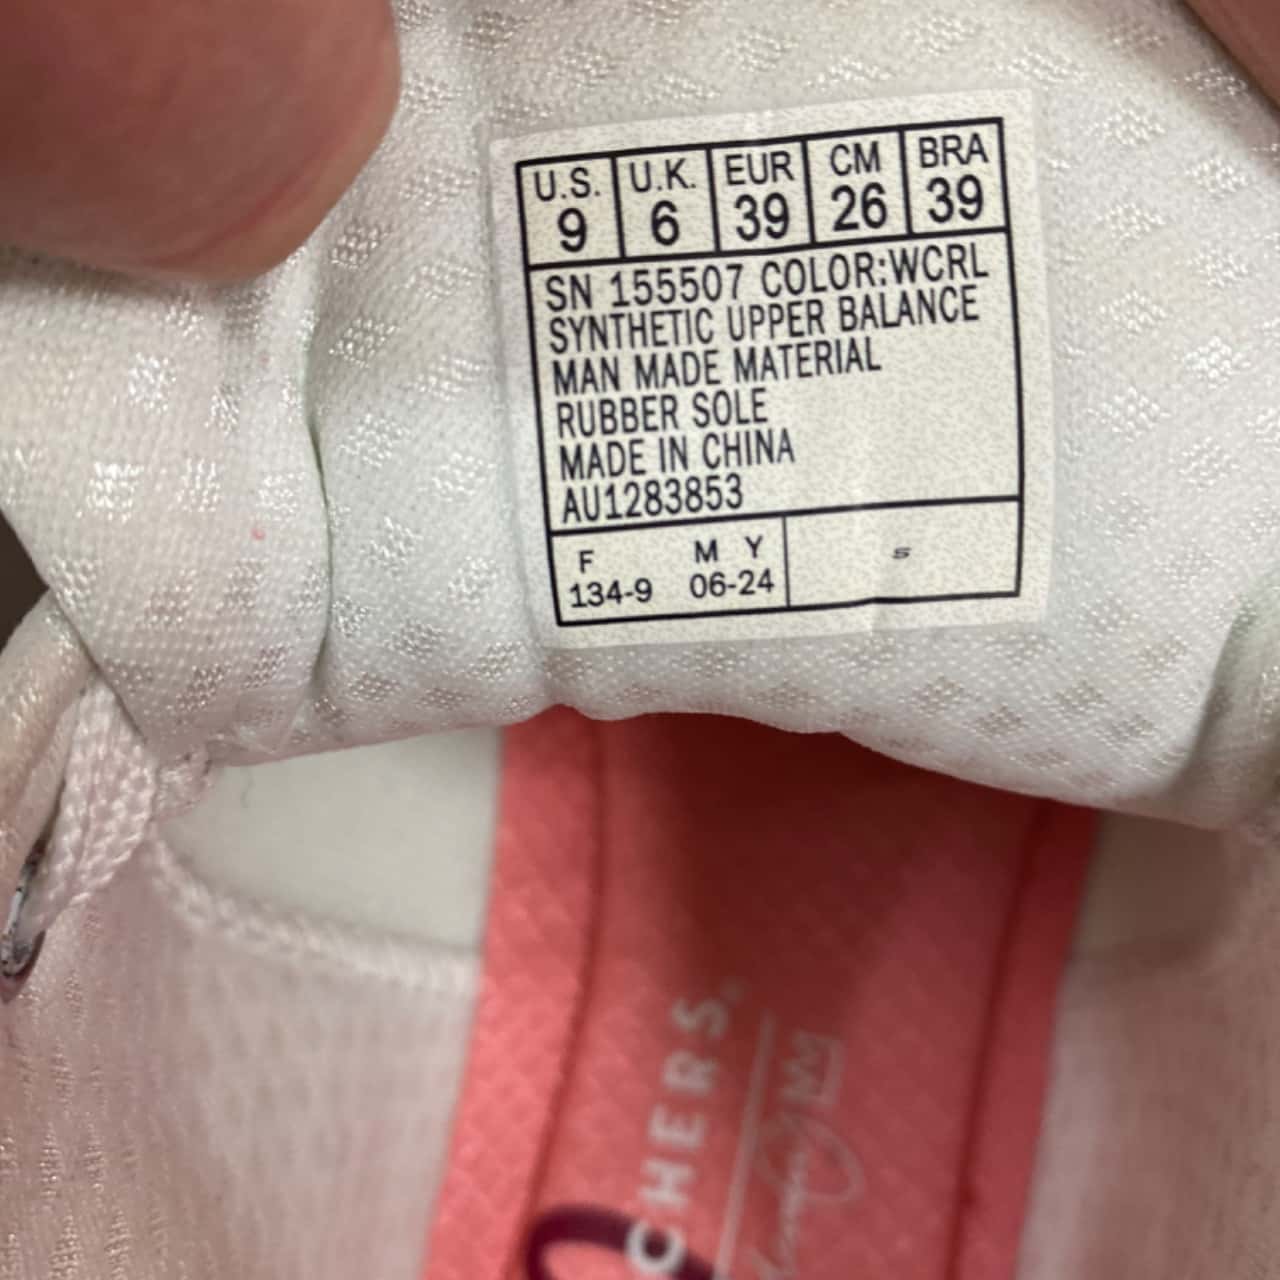 U.S. U.K. EUR CM BRA
9 6 39 26 39
SN 155507 COLOR:WCRL
SYNTHETIC UPPER BALANCE
MAN MADE MATERIAL
RUBBER SOLE
MADE IN CHINA
AU1283853
F M Y
134-9 06-24
s
CHERS